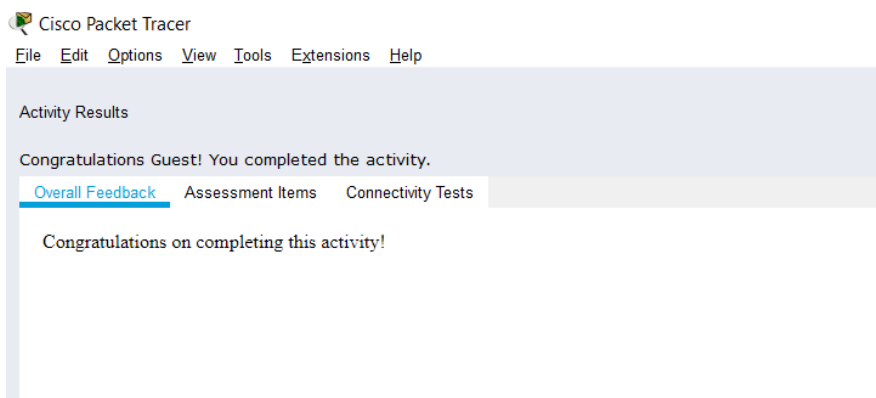 Cisco Packet Tracer
File Edit Options View Tools Extensions Help
Activity Results
Congratulations Guest! You completed the activity.
Overall Feedback Assessment Items Connectivity Tests
Congratulations on completing this activity!